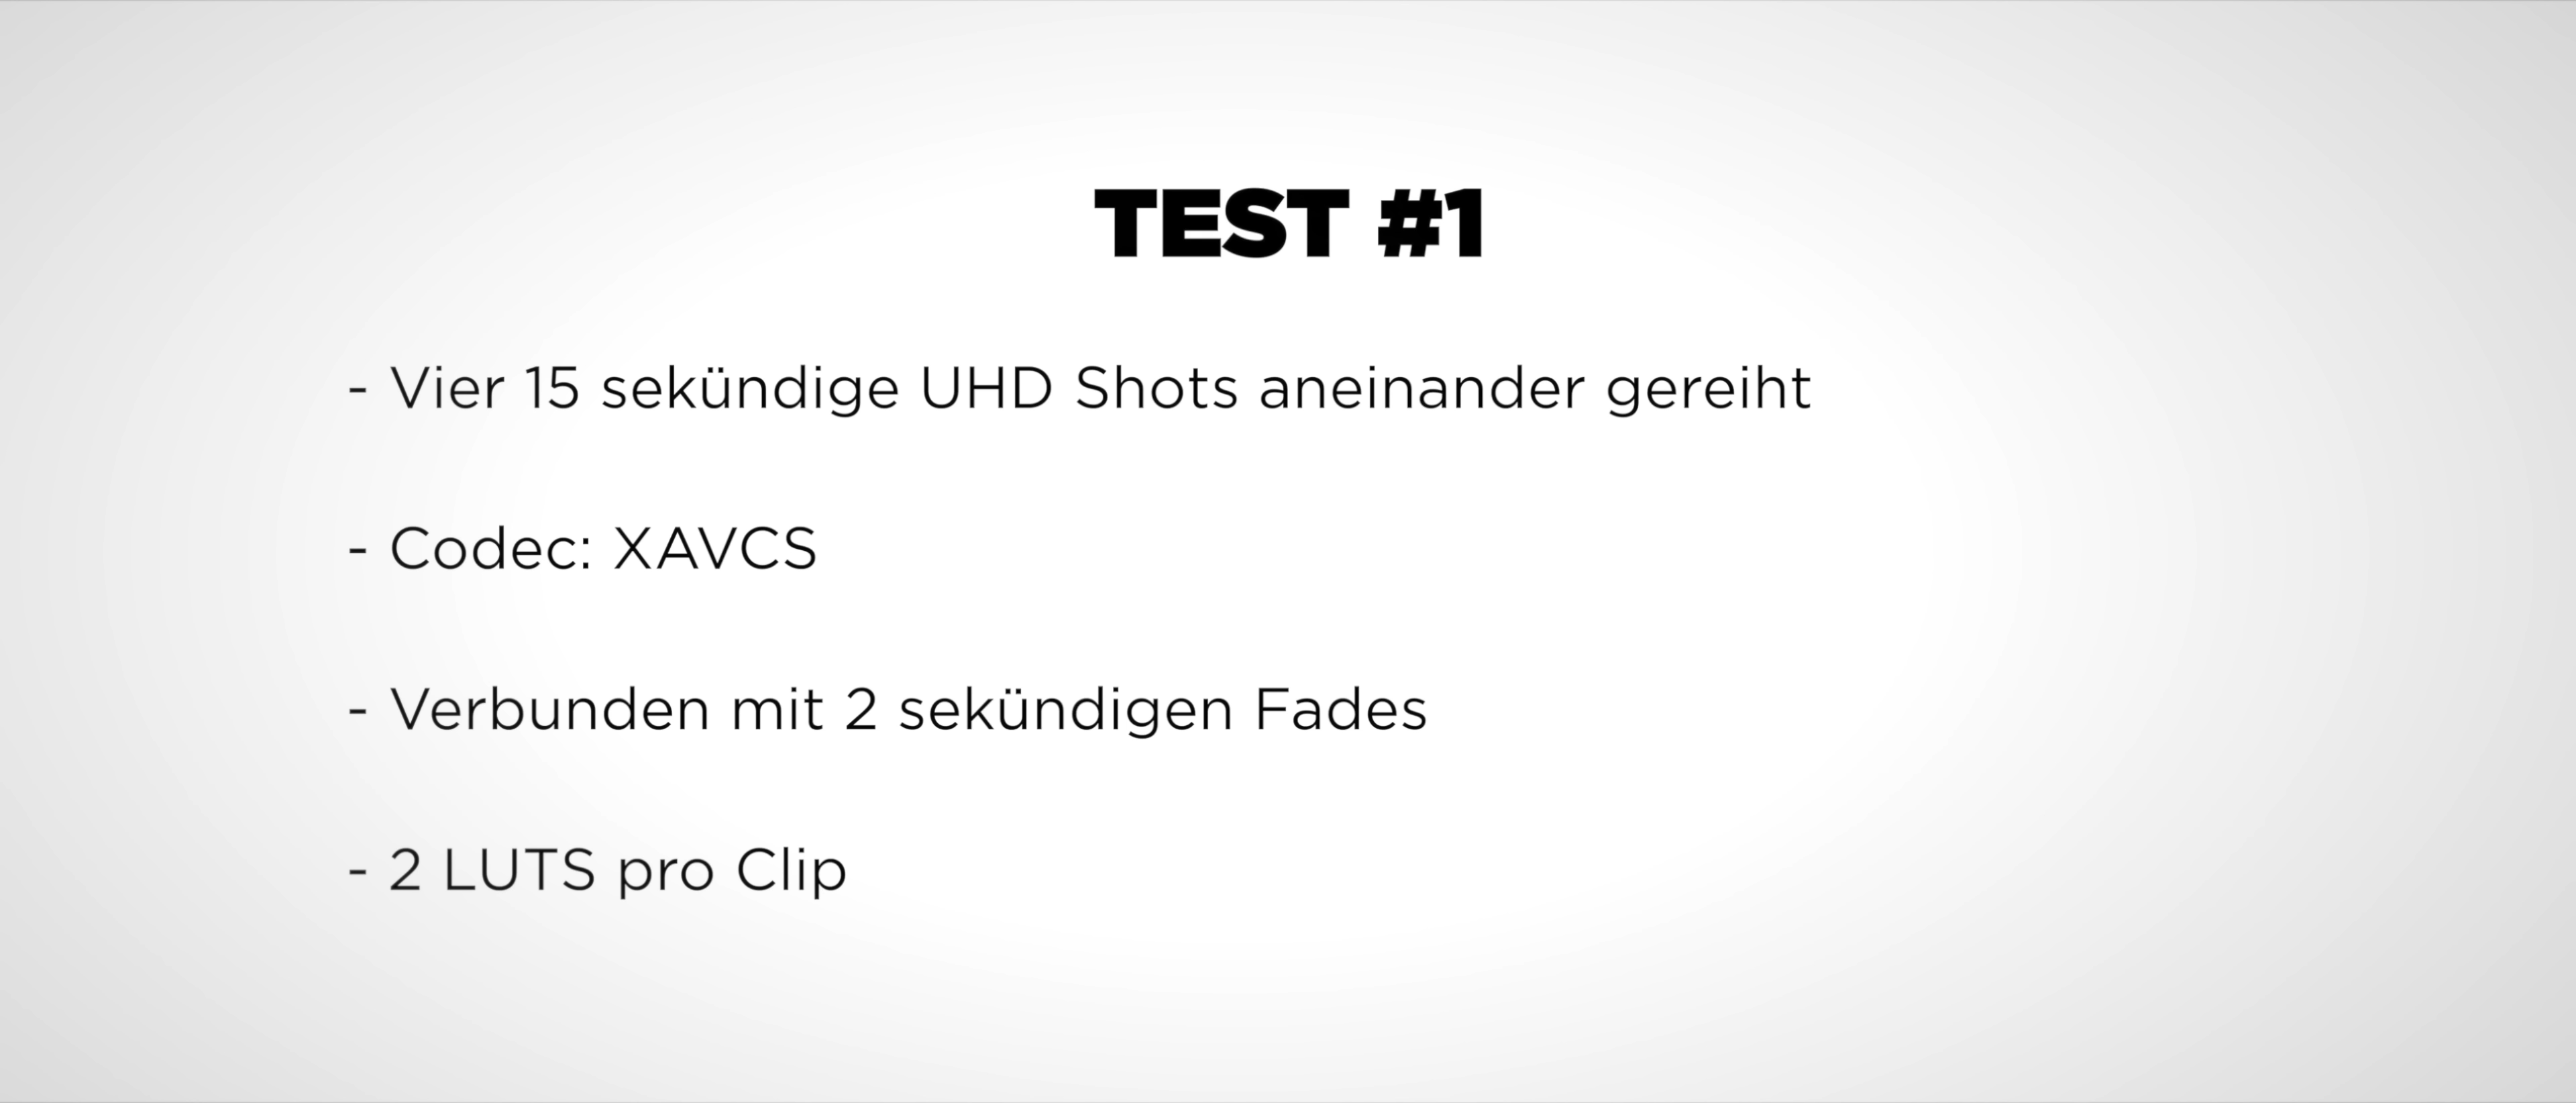 TEST #1
- Vier 15 sekündige UHD Shots aneinander gereiht
- Codec: XAVCS
- Verbunden mit 2 sekündigen Fades
- 2 LUTS pro Clip